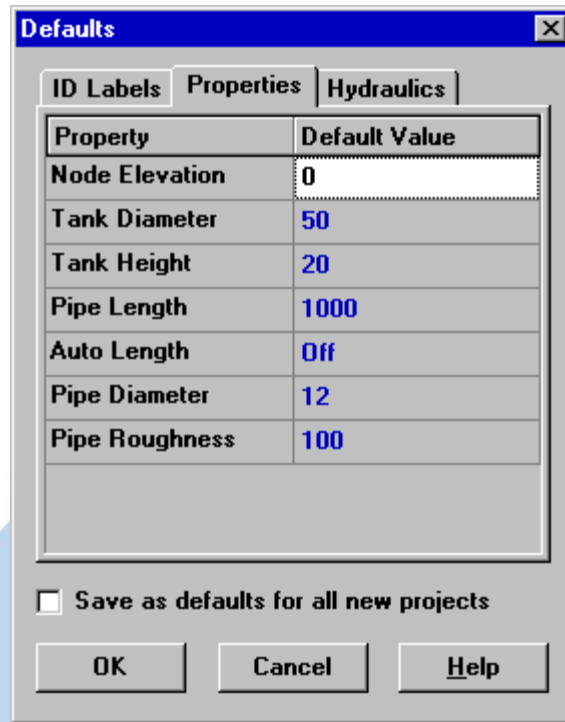 Defaults
ID Labels Properties Hydraulics
Property Default Value
Node Elevation 0
Tank Diameter 50
Tank Height 20
Pipe Length 1000
Auto Length Off
Pipe Diameter 12
Pipe Roughness 100
Save as defaults for all new projects
OK Cancel Help